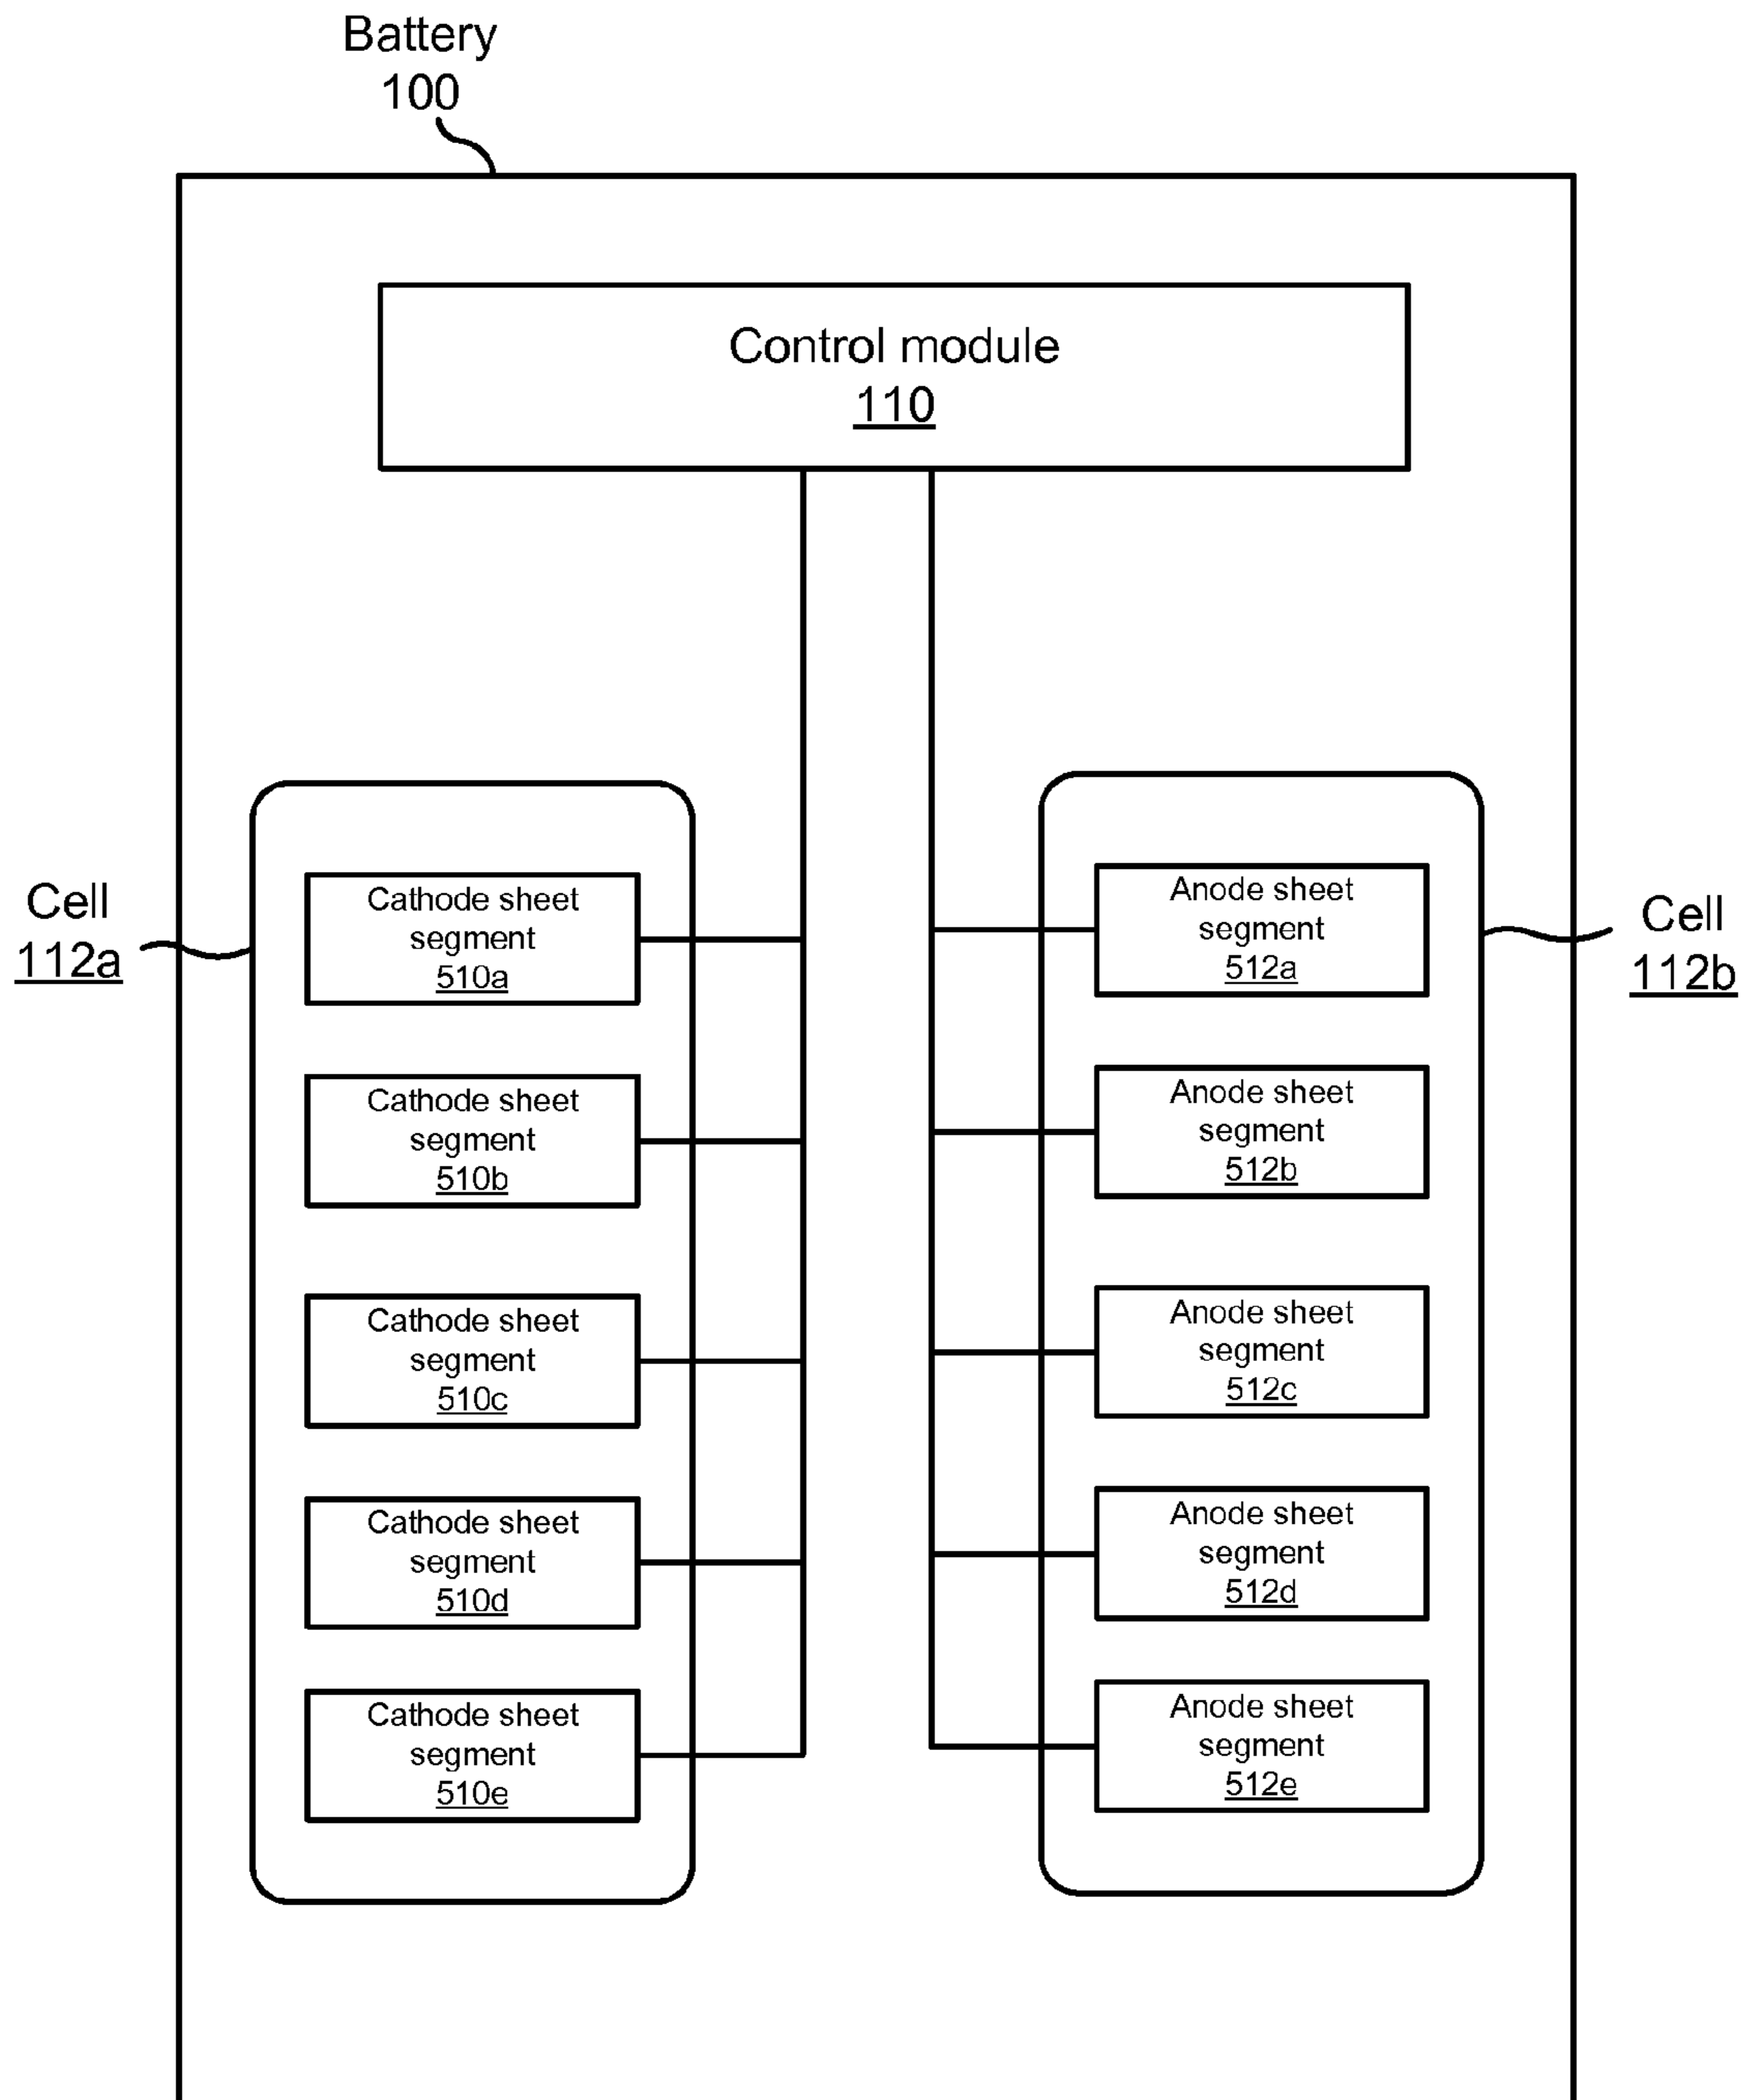 Battery
100
Control module
110
Cell
112a
Cathode sheet
segment
510a
Cathode sheet
segment
510b
Cathode sheet
segment
510c
Cathode sheet
segment
510d
Cathode sheet
segment
510e
Anode sheet
segment
512a
Anode sheet
segment
512b
Anode sheet
segment
512c
Anode sheet
segment
512d
Anode sheet
segment
512e
Cell
112b